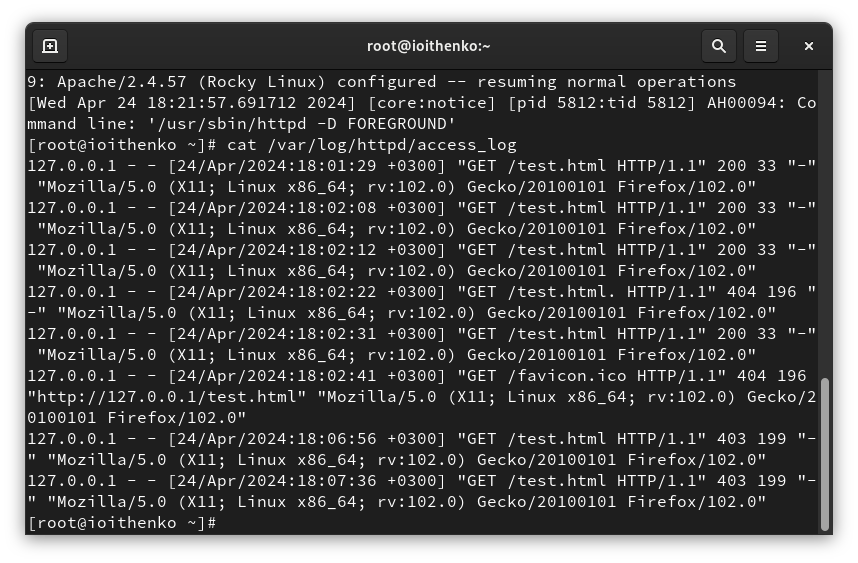 root@ioithenko:~
9: Apache/2.4.57 (Rocky Linux) configured -- resuming normal operations
[Wed Apr 24 18:21:57.691712 2024] [core:notice] [pid 5812:tid 5812] AH00094: Co
mmand line: '/usr/sbin/httpd -D FOREGROUND'
[root@ioithenko ~]# cat /var/log/httpd/access_log
127.0.0.1 - - [24/Apr/2024:18:01:29 +0300] "GET /test.html HTTP/1.1" 200 33 "-"
 "Mozilla/5.0 (X11; Linux x86_64; rv:102.0) Gecko/20100101 Firefox/102.0"
127.0.0.1 - - [24/Apr/2024:18:02:08 +0300] "GET /test.html HTTP/1.1" 200 33 "-"
 "Mozilla/5.0 (X11; Linux x86_64; rv:102.0) Gecko/20100101 Firefox/102.0"
127.0.0.1 - - [24/Apr/2024:18:02:12 +0300] "GET /test.html HTTP/1.1" 200 33 "-"
 "Mozilla/5.0 (X11; Linux x86_64; rv:102.0) Gecko/20100101 Firefox/102.0"
127.0.0.1 - - [24/Apr/2024:18:02:22 +0300] "GET /test.html. HTTP/1.1" 404 196 "
-" "Mozilla/5.0 (X11; Linux x86_64; rv:102.0) Gecko/20100101 Firefox/102.0"
127.0.0.1 - - [24/Apr/2024:18:02:31 +0300] "GET /test.html HTTP/1.1" 200 33 "-"
 "Mozilla/5.0 (X11; Linux x86_64; rv:102.0) Gecko/20100101 Firefox/102.0"
127.0.0.1 - - [24/Apr/2024:18:02:41 +0300] "GET /favicon.ico HTTP/1.1" 404 196
"http://127.0.0.1/test.html" "Mozilla/5.0 (X11; Linux x86_64; rv:102.0) Gecko/2
0100101 Firefox/102.0"
127.0.0.1 - - [24/Apr/2024:18:06:56 +0300] "GET /test.html HTTP/1.1" 403 199 "-
" "Mozilla/5.0 (X11; Linux x86_64; rv:102.0) Gecko/20100101 Firefox/102.0"
127.0.0.1 - - [24/Apr/2024:18:07:36 +0300] "GET /test.html HTTP/1.1" 403 199 "-
" "Mozilla/5.0 (X11; Linux x86_64; rv:102.0) Gecko/20100101 Firefox/102.0"
[root@ioithenko ~]#